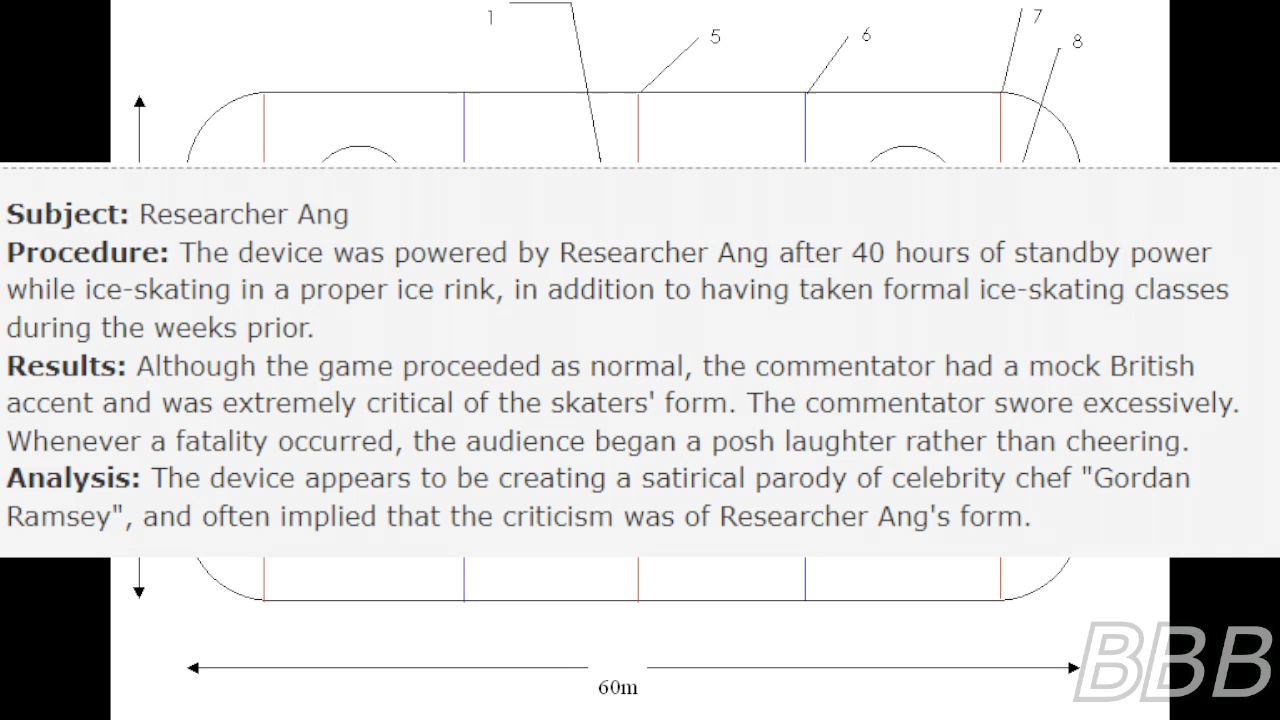 1
5
6
7
8
Subject: Researcher Ang
Procedure: The device was powered by Researcher Ang after 40 hours of standby power
while ice-skating in a proper ice rink, in addition to having taken formal ice-skating classes
during the weeks prior.
Results: Although the game proceeded as normal, the commentator had a mock British
accent and was extremely critical of the skaters' form. The commentator swore excessively.
Whenever a fatality occurred, the audience began a posh laughter rather than cheering.
Analysis: The device appears to be creating a satirical parody of celebrity chef "Gordan
Ramsey", and often implied that the criticism was of Researcher Ang's form.
60m
BBB